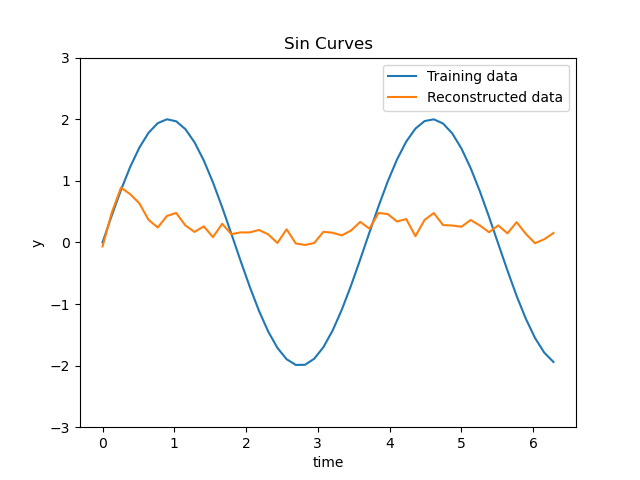 Sin Curves
Training data
Reconstructed data
3
2
1
0
−1
−2
−3
y
0 1 2 3 4 5 6
time